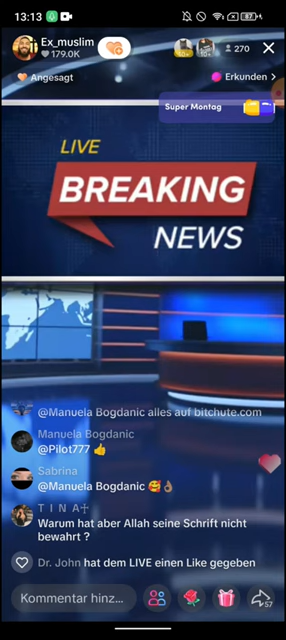 13:13
87
Ex_muslim
179.0K
270
Angesagt
Erkunden
Super Montag
LIVE
BREAKING
NEWS
@Manuela Bogdanic alles auf bitchute.com
Manuela Bogdanic
@Pilot777 👍
Sabrina
@Manuela Bogdanic 🥰👌🏽
T I N A☦
Warum hat aber Allah seine Schrift nicht
bewahrt ?
Dr. John hat dem LIVE einen Like gegeben
Kommentar hinz...
57